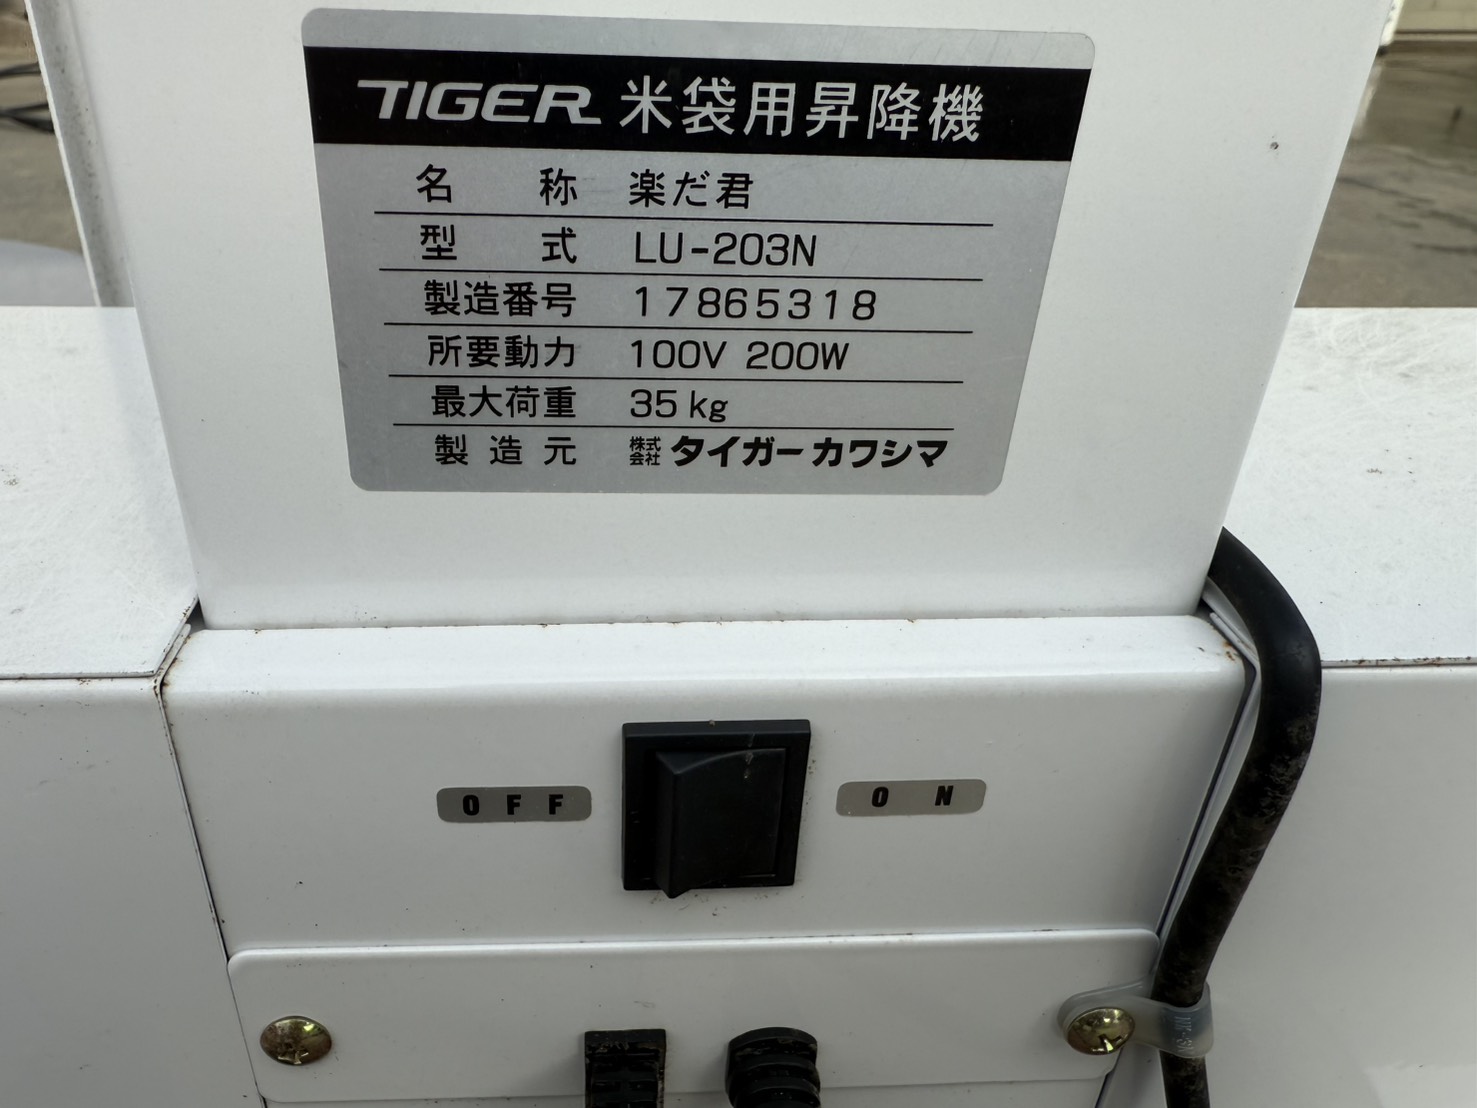 TIGER 米袋用昇降機
名称 楽だ君
型式 LU-203N
製造番号 17865318
所要動力 100V 200W
最大荷重 35kg
製造元 株式会社 タイガーカワシマ
OFF
ON